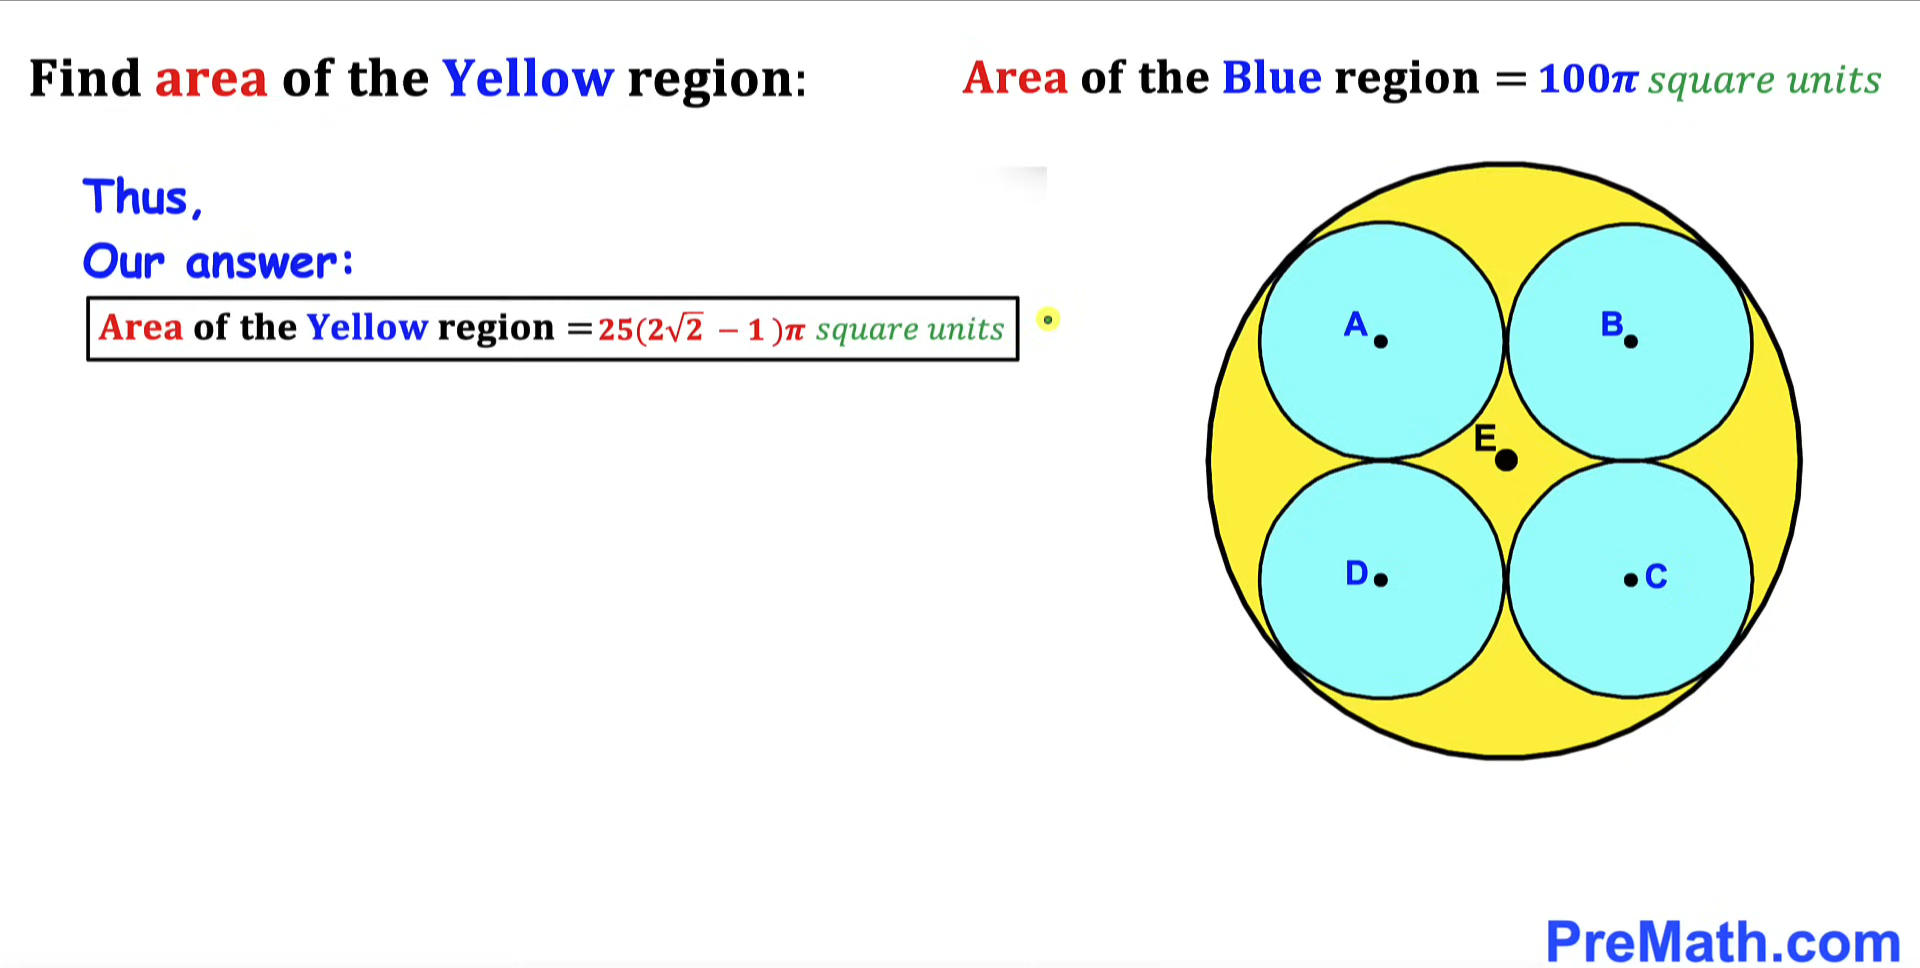 Find area of the Yellow region:
Area of the Blue region = 100π square units
Thus,
Our answer:
Area of the Yellow region = 25(2√2 − 1)π square units
A
B
E
D
C
PreMath.com